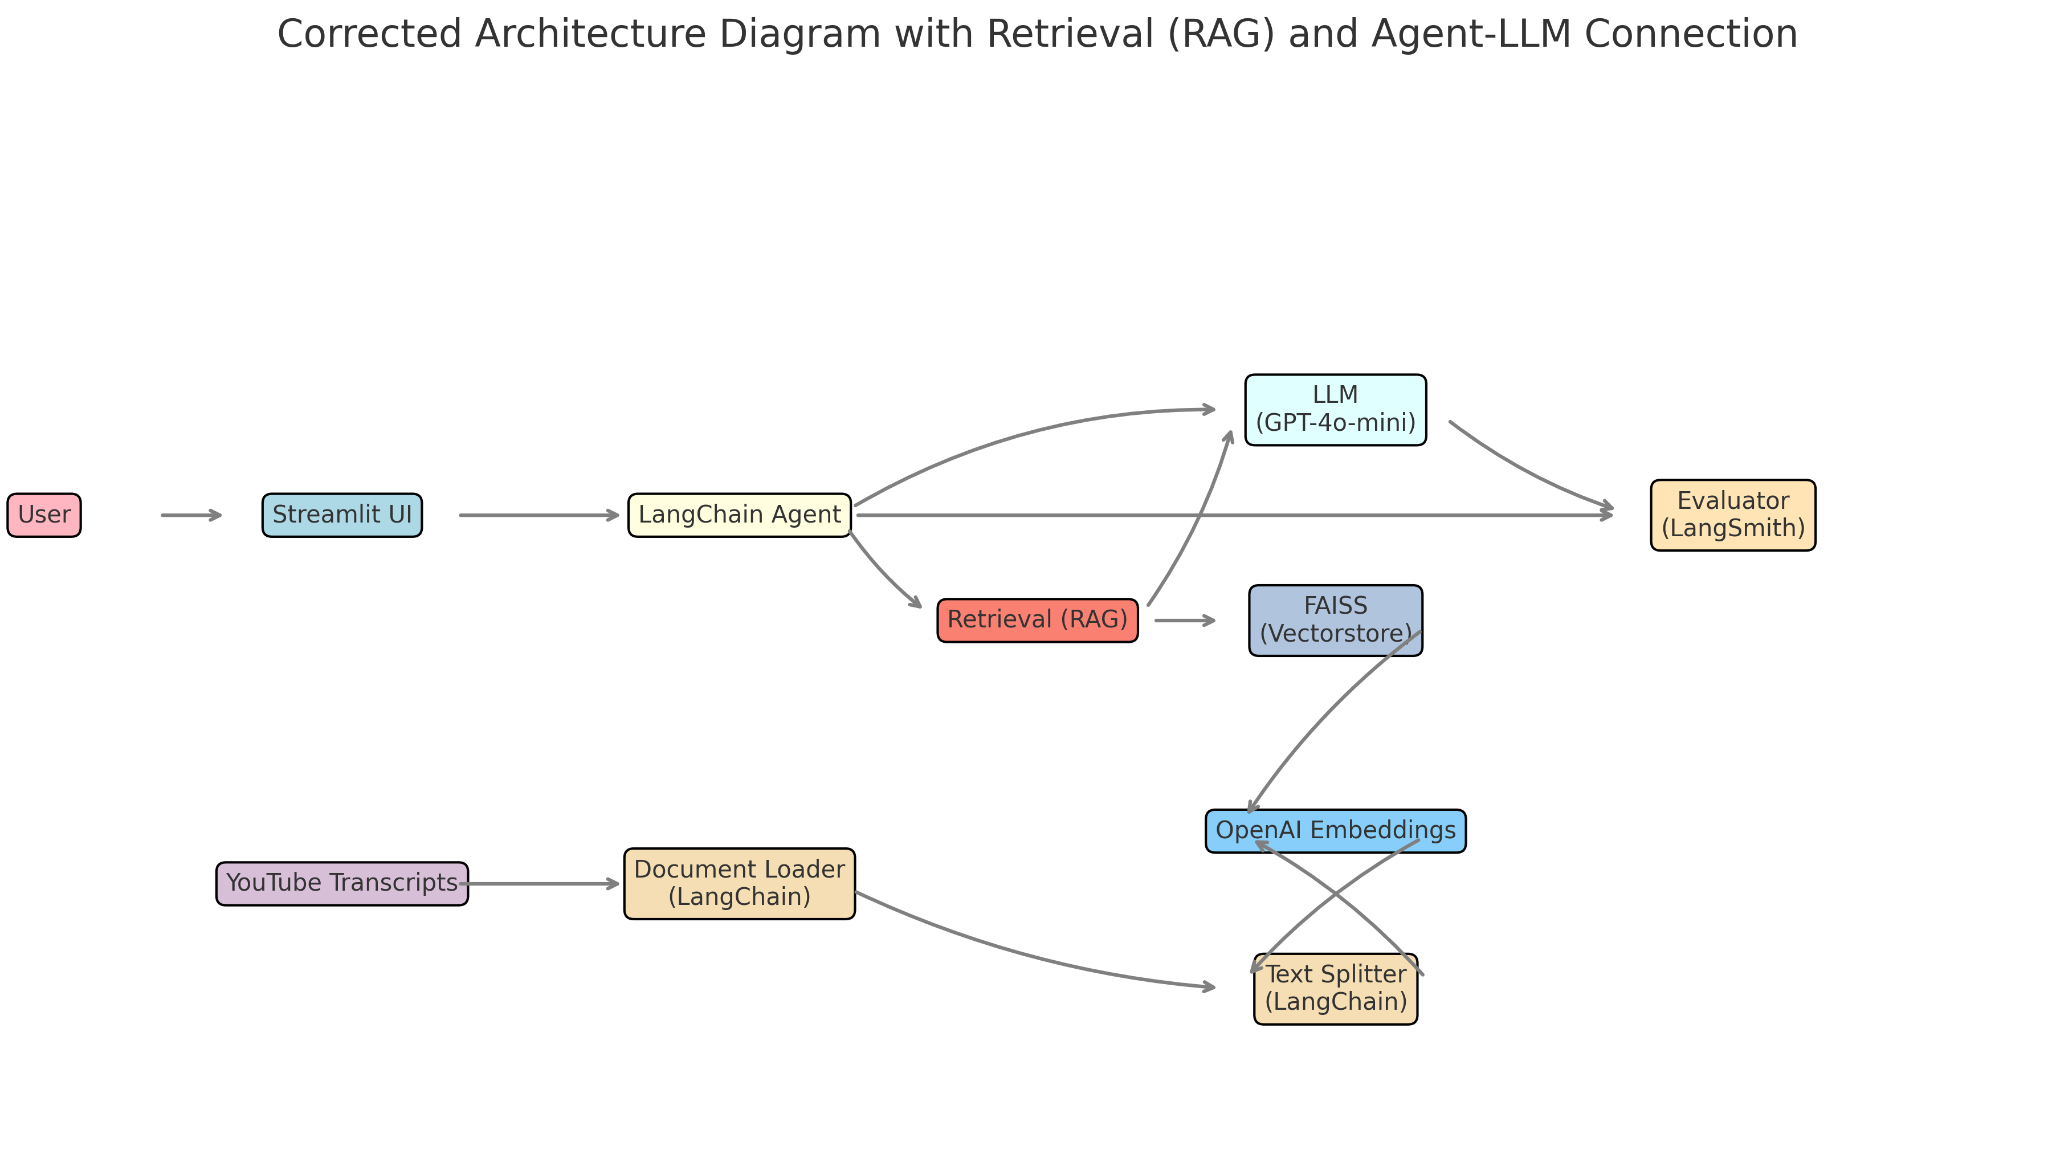 Corrected Architecture Diagram with Retrieval (RAG) and Agent-LLM Connection
LLM
(GPT-4o-mini)
User
Streamlit UI
LangChain Agent
Evaluator
(LangSmith)
Retrieval (RAG)
FAISS
(Vectorstore)
OpenAI Embeddings
YouTube Transcripts
Document Loader
(LangChain)
Text Splitter
(LangChain)